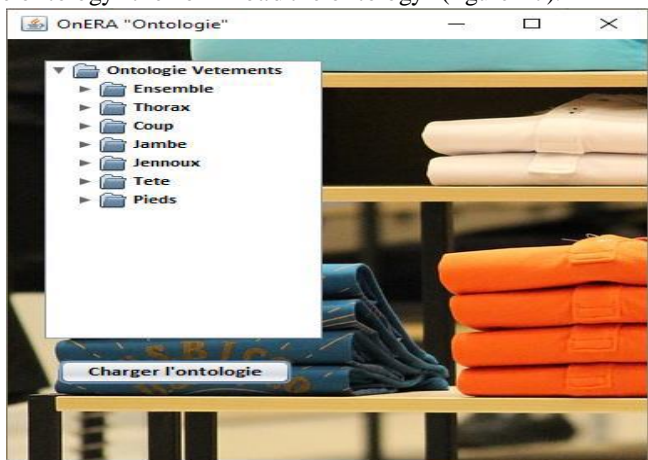 OnERA "Ontologie"
Ontologie Vetements
Ensemble
Thorax
Coup
Jambe
Jennoux
Tete
Pieds
Charger l'ontologie